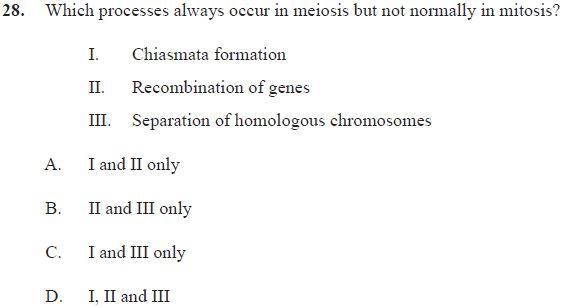 28. Which processes always occur in meiosis but not normally in mitosis?
I. Chiasmata formation
II. Recombination of genes
III. Separation of homologous chromosomes
A. I and II only
B. II and III only
C. I and III only
D. I, II and III